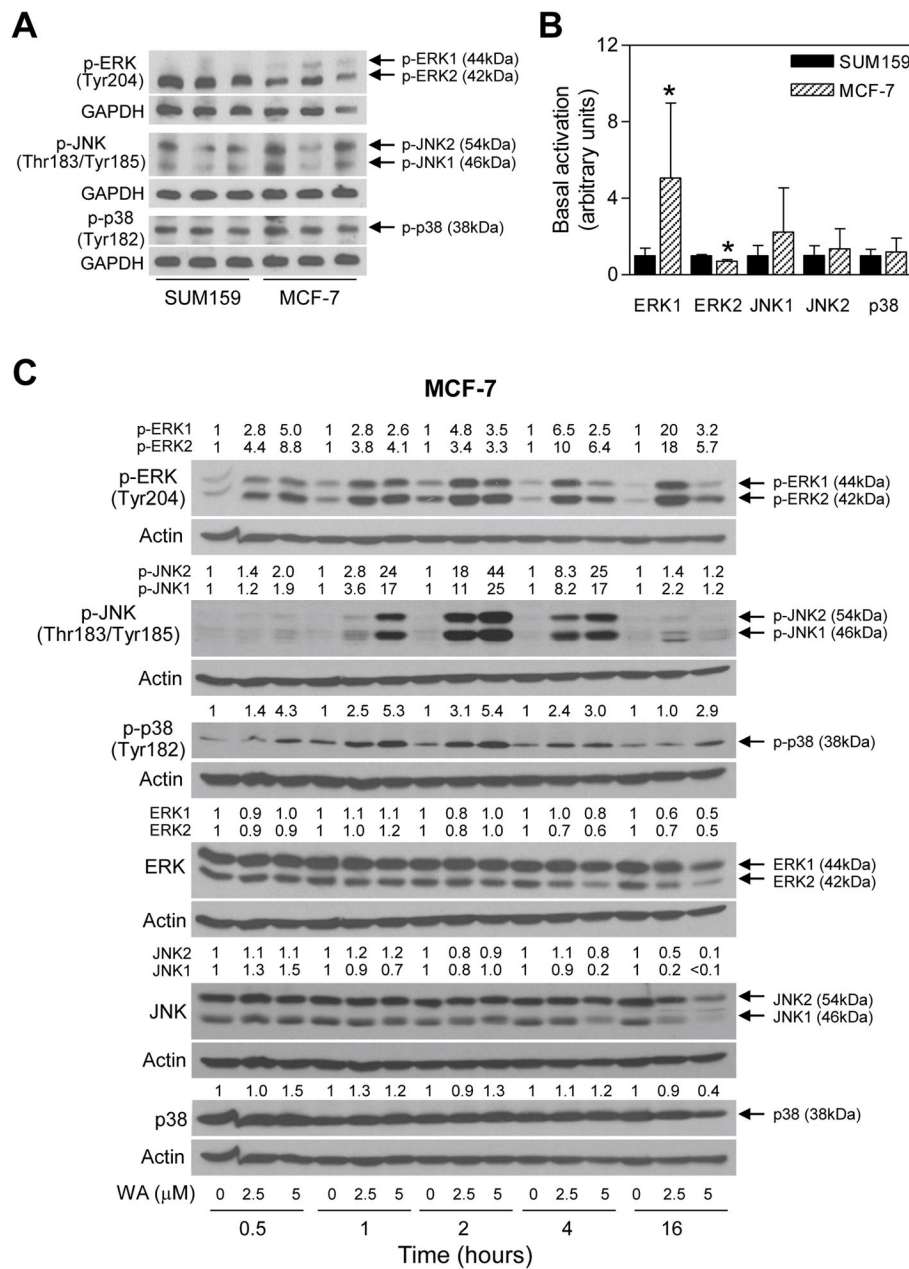 A
p-ERK
(Tyr204)
p-ERK1 (44kDa)
p-ERK2 (42kDa)
GAPDH
p-JNK
(Thr183/Tyr185)
p-JNK2 (54kDa)
p-JNK1 (46kDa)
GAPDH
p-p38
(Tyr182)
p-p38 (38kDa)
GAPDH
SUM159 MCF-7
B
Basal activation
(arbitrary units)
12
8
4
0
SUM159
MCF-7
*
*
ERK1 ERK2 JNK1 JNK2 p38
C
MCF-7
p-ERK1 1 2.8 5.0 1 2.8 2.6 1 4.8 3.5 1 6.5 2.5 1 20 3.2
p-ERK2 1 4.4 8.8 1 3.8 4.1 1 3.4 3.3 1 10 6.4 1 18 5.7
p-ERK
(Tyr204)
p-ERK1 (44kDa)
p-ERK2 (42kDa)
Actin
p-JNK2 1 1.4 2.0 1 2.8 24 1 18 44 1 8.3 25 1 1.4 1.2
p-JNK1 1 1.2 1.9 1 3.6 17 1 11 25 1 8.2 17 1 2.2 1.2
p-JNK
(Thr183/Tyr185)
p-JNK2 (54kDa)
p-JNK1 (46kDa)
Actin
1 1.4 4.3 1 2.5 5.3 1 3.1 5.4 1 2.4 3.0 1 1.0 2.9
p-p38
(Tyr182)
p-p38 (38kDa)
Actin
ERK1 1 0.9 1.0 1 1.1 1.1 1 0.8 1.0 1 1.0 0.8 1 0.6 0.5
ERK2 1 0.9 0.9 1 1.0 1.2 1 0.8 1.0 1 0.7 0.6 1 0.7 0.5
ERK
ERK1 (44kDa)
ERK2 (42kDa)
Actin
JNK2 1 1.1 1.1 1 1.2 1.2 1 0.8 0.9 1 1.1 0.8 1 0.5 0.1
JNK1 1 1.3 1.5 1 0.9 0.7 1 0.8 1.0 1 0.9 0.2 1 0.2 <0.1
JNK
JNK2 (54kDa)
JNK1 (46kDa)
Actin
1 1.0 1.5 1 1.3 1.2 1 0.9 1.3 1 1.1 1.2 1 0.9 0.4
p38
p38 (38kDa)
Actin
WA (μM) 0 2.5 5 0 2.5 5 0 2.5 5 0 2.5 5 0 2.5 5
0.5 1 2 4 16
Time (hours)